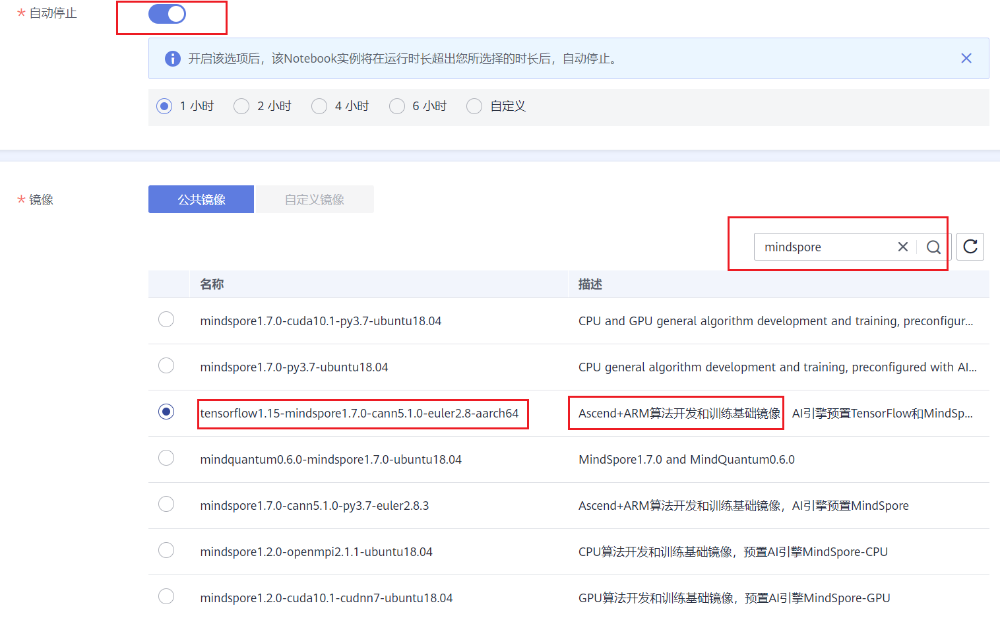 * 自动停止
开启该选项后，该Notebook实例将在运行时长超出您所选择的时长后，自动停止。
1 小时 2 小时 4 小时 6 小时 自定义
* 镜像 公共镜像 自定义镜像
mindspore
名称 描述
mindspore1.7.0-cuda10.1-py3.7-ubuntu18.04 CPU and GPU general algorithm development and training, preconfigur...
mindspore1.7.0-py3.7-ubuntu18.04 CPU general algorithm development and training, preconfigured with AI...
tensorflow1.15-mindspore1.7.0-cann5.1.0-euler2.8-aarch64 Ascend+ARM算法开发和训练基础镜像 AI引擎预置TensorFlow和MindSp...
mindquantum0.6.0-mindspore1.7.0-ubuntu18.04 MindSpore1.7.0 and MindQuantum0.6.0
mindspore1.7.0-cann5.1.0-py3.7-euler2.8.3 Ascend+ARM算法开发和训练基础镜像，AI引擎预置MindSpore
mindspore1.2.0-openmpi2.1.1-ubuntu18.04 CPU算法开发和训练基础镜像，预置AI引擎MindSpore-CPU
mindspore1.2.0-cuda10.1-cudnn7-ubuntu18.04 GPU算法开发和训练基础镜像，预置AI引擎MindSpore-GPU